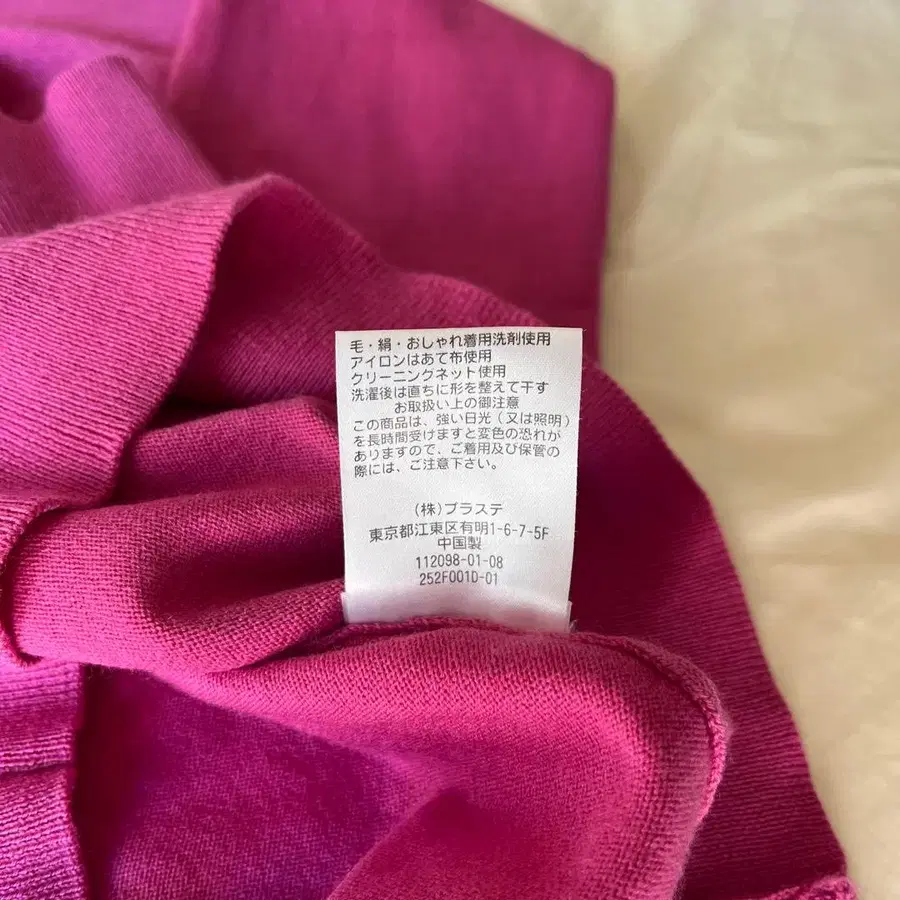 毛・絹・おしゃれ着用洗剤使用
アイロンはあて布使用
クリーニングネット使用
洗濯後は直ちに形を整えて干す
お取扱い上の御注意
この商品は、強い日光(又は照明)
を長時間受けますと変色の恐れが
ありますので、ご着用及び保管の
際には、ご注意下さい。
(株)プラステ
東京都江東区有明1-6-7-5F
中国製
112098-01-08
252F001D-01